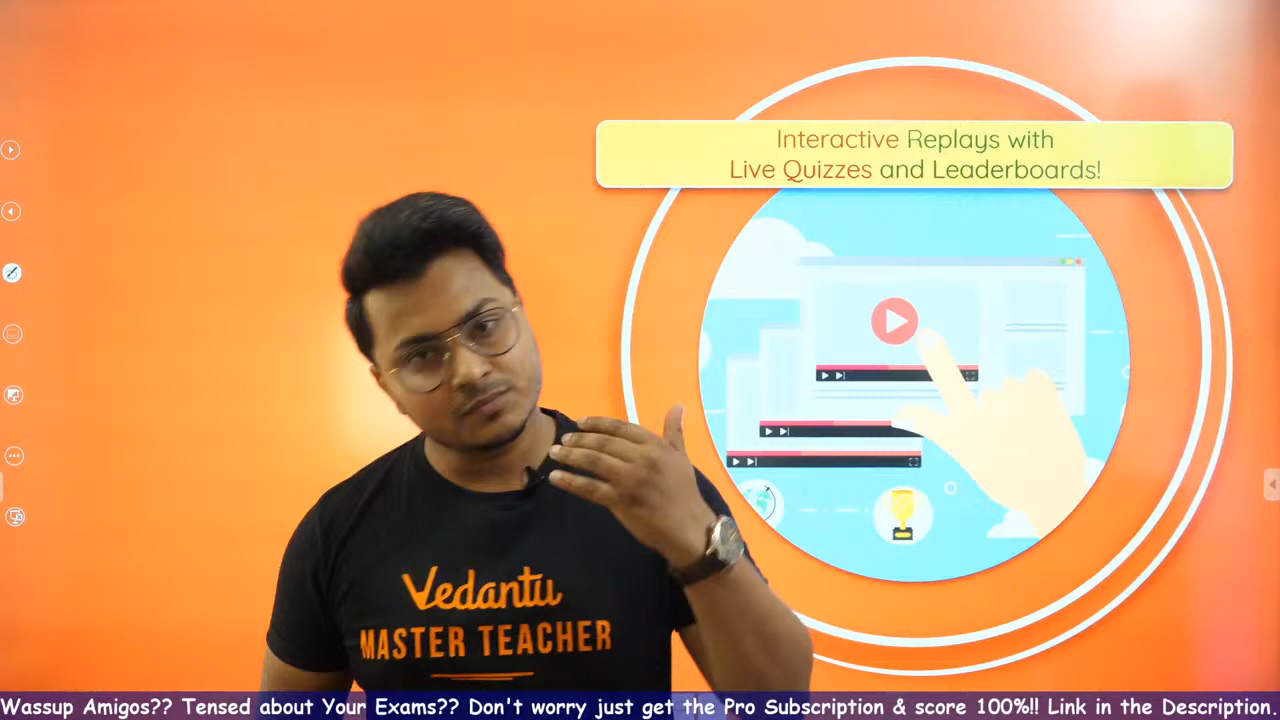 Interactive Replays with
Live Quizzes and Leaderboards!
Vedantu
MASTER TEACHER
Wassup Amigos?? Tensed about Your Exams?? Don't worry just get the Pro Subscription & score 100%!! Link in the Description.